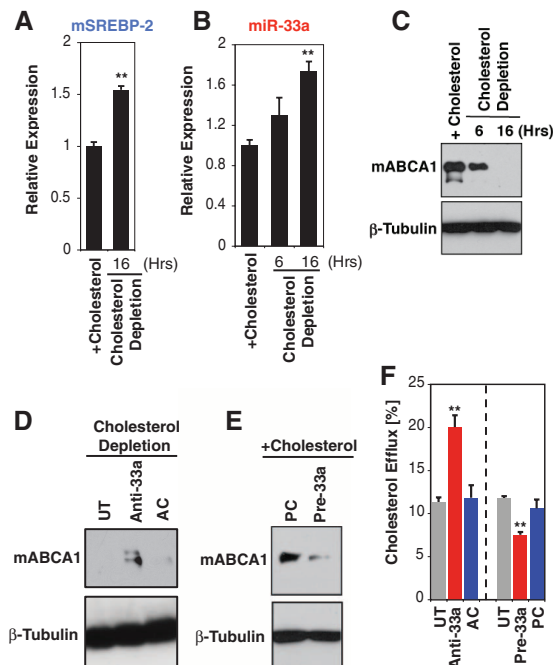 A
mSREBP-2
Relative Expression
2
1.5
1
0.5
0
**
+Cholesterol
16
(Hrs)
Cholesterol
Depletion
B
miR-33a
Relative Expression
2
1.6
1.2
0.8
0.4
0
**
+Cholesterol
6
16
(Hrs)
Cholesterol
Depletion
C
+ Cholesterol
Cholesterol
Depletion
6
16
(Hrs)
mABCA1
β-Tubulin
D
Cholesterol
Depletion
UT
Anti-33a
AC
mABCA1
β-Tubulin
E
+Cholesterol
PC
Pre-33a
mABCA1
β-Tubulin
F
Cholesterol Efflux [%]
25
20
15
10
5
0
**
**
UT
Anti-33a
AC
UT
Pre-33a
PC